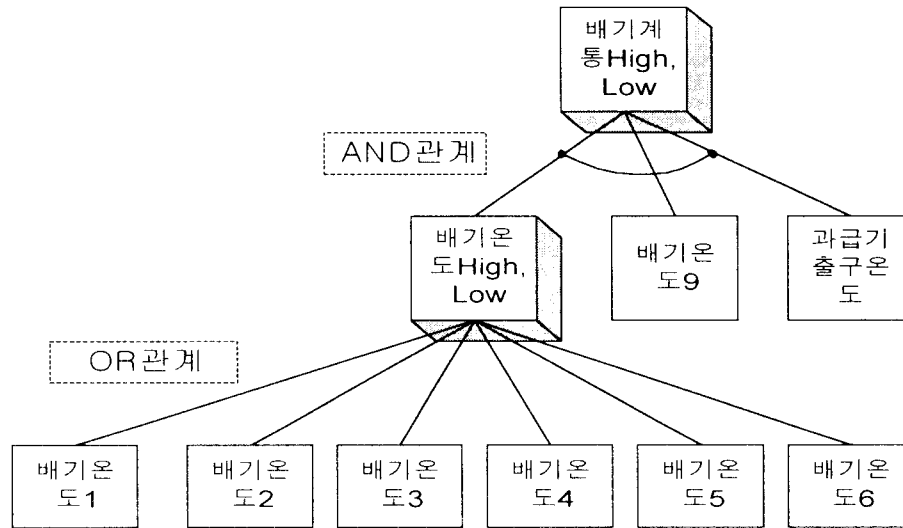 배기계
통High,
Low
AND관계
배기온
도High,
Low
배기온
도9
과급기
출구온
도
OR관계
배기온
도1
배기온
도2
배기온
도3
배기온
도4
배기온
도5
배기온
도6